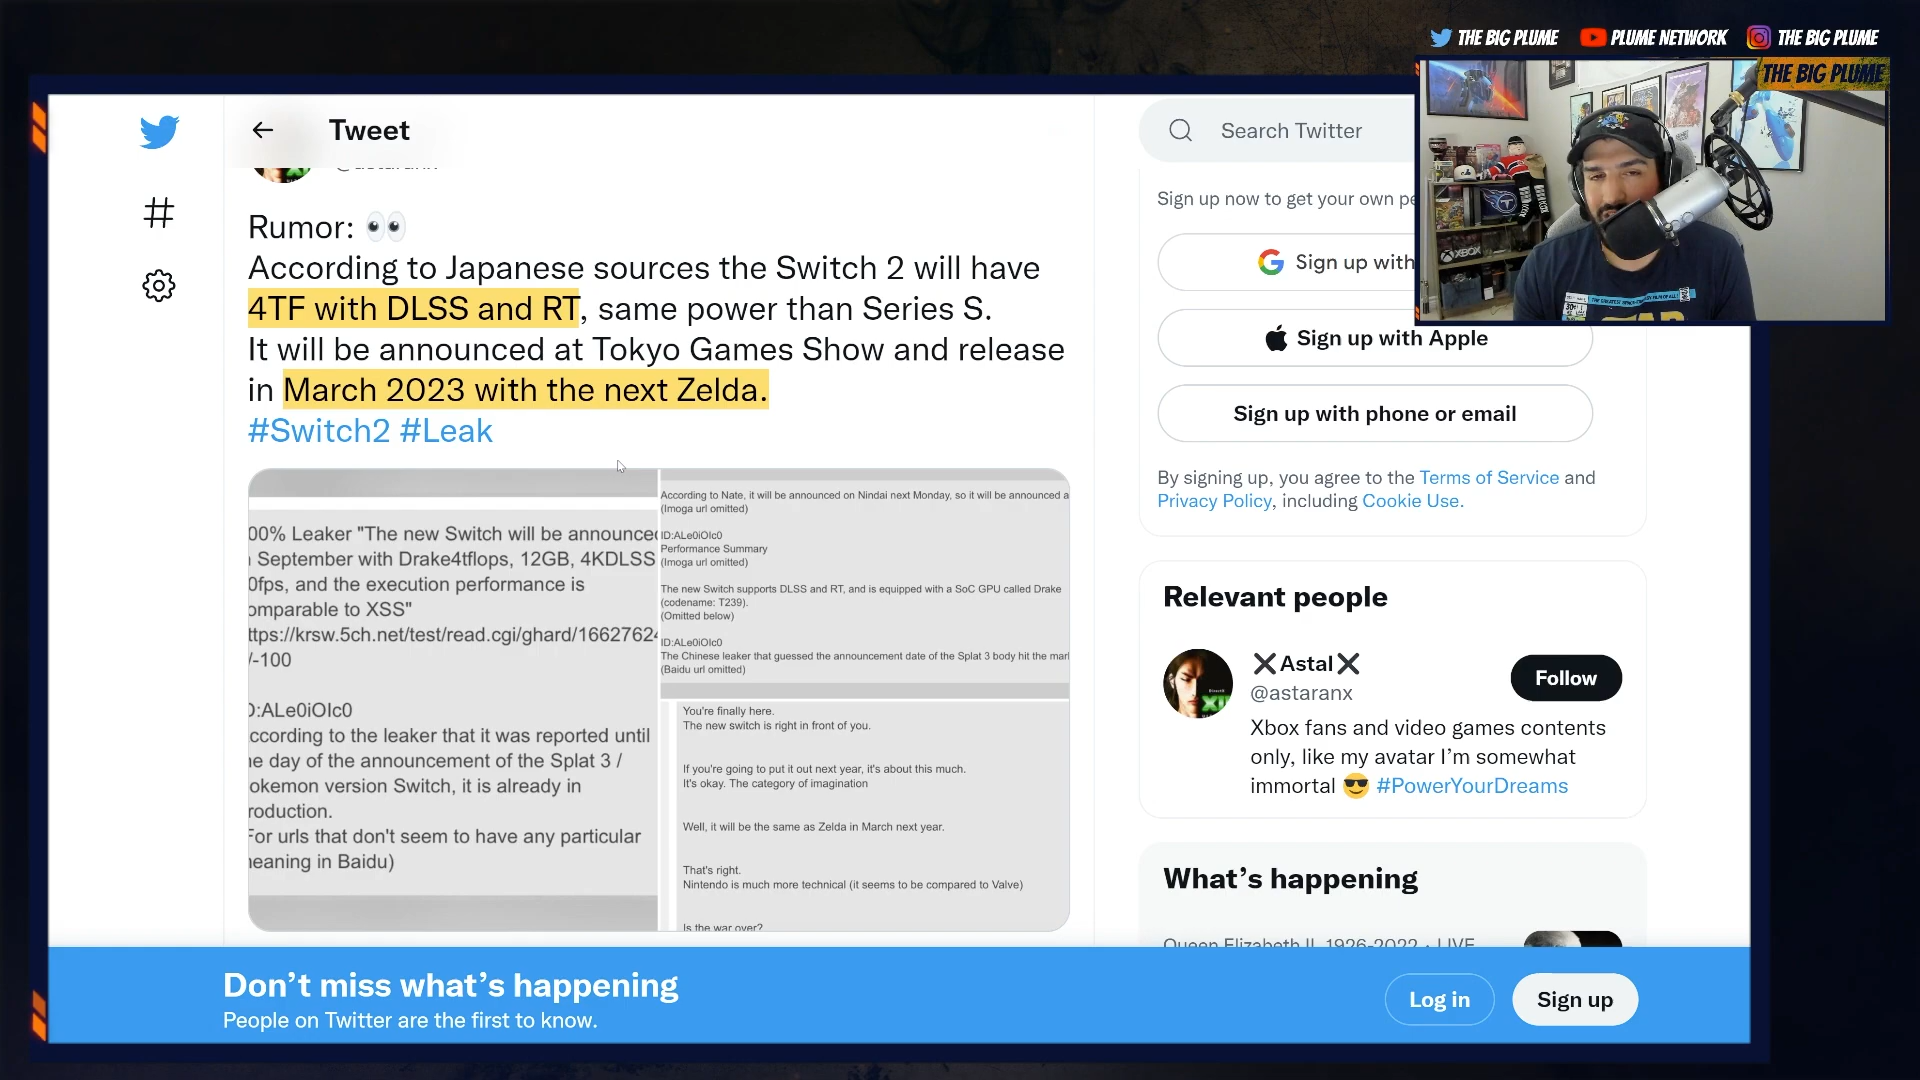 THE BIG PLUME
PLUME NETWORK
THE BIG PLUME
THE BIG PLUME
XBOX
Tweet
Rumor: 👀
According to Japanese sources the Switch 2 will have
4TF with DLSS and RT, same power than Series S.
It will be announced at Tokyo Games Show and release
in March 2023 with the next Zelda.
#Switch2 #Leak
00% Leaker "The new Switch will be announced
September with Drake4tflops, 12GB, 4KDLSS
0fps, and the execution performance is
omparable to XSS"
ttps://krsw.5ch.net/test/read.cgi/ghard/16627624
/-100
D:ALe0iOIc0
ccording to the leaker that it was reported until
e day of the announcement of the Splat 3 /
okemon version Switch, it is already in
roduction.
For urls that don't seem to have any particular
eaning in Baidu)
According to Nate, it will be announced on Nindai next Monday, so it will be announced a
(Imoga url omitted)
ID:ALe0iOIc0
Performance Summary
(Imoga url omitted)
The new Switch supports DLSS and RT, and is equipped with a SoC GPU called Drake
(codename: T239).
(Omitted below)
ID:ALe0iOIc0
The Chinese leaker that guessed the announcement date of the Splat 3 body hit the mar
(Baidu url omitted)
You're finally here.
The new switch is right in front of you.
If you're going to put it out next year, it's about this much.
It's okay. The category of imagination
Well, it will be the same as Zelda in March next year.
That's right.
Nintendo is much more technical (it seems to be compared to Valve)
Is the war over?
Search Twitter
Sign up now to get your own pe
Sign up with
Sign up with Apple
Sign up with phone or email
By signing up, you agree to the Terms of Service and
Privacy Policy, including Cookie Use.
Relevant people
❌Astal❌
@astaranx
Follow
Xbox fans and video games contents
only, like my avatar I'm somewhat
immortal 😎 #PowerYourDreams
What's happening
Queen Elizabeth II, 1926-2022 · LIVE
Don't miss what's happening
People on Twitter are the first to know.
Log in
Sign up